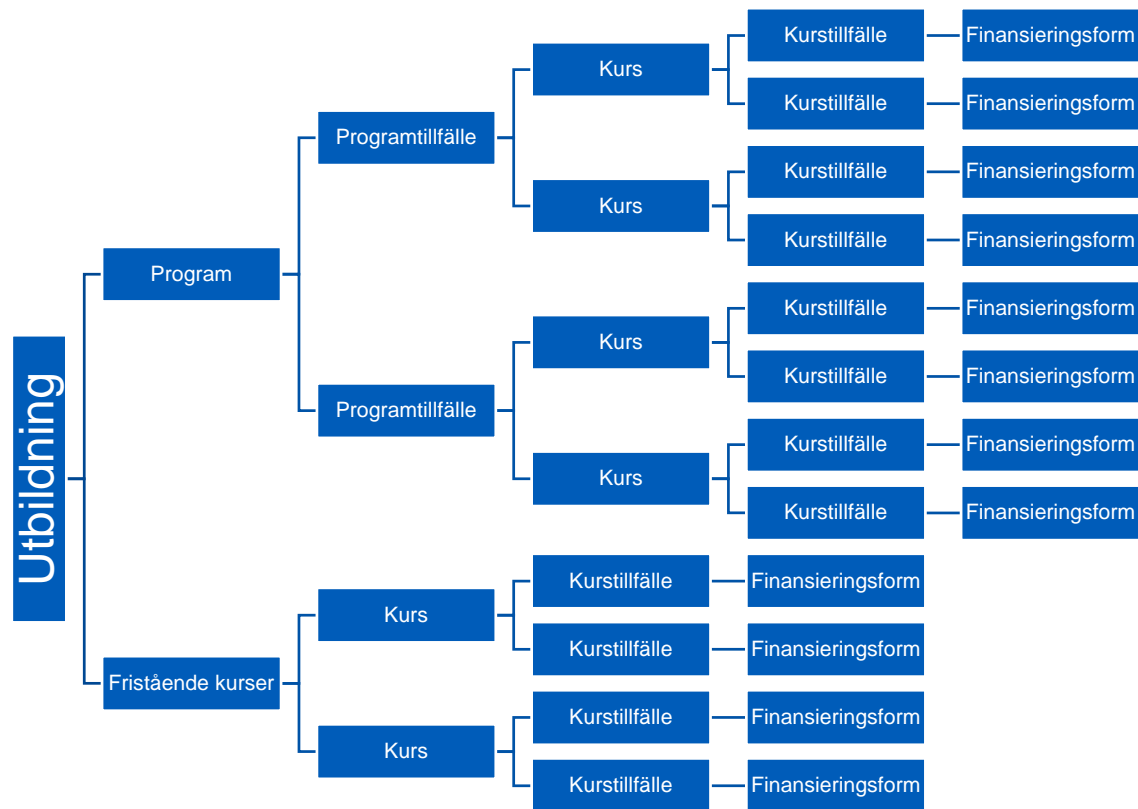 Utbildning
Program
Programtillfälle
Kurs
Kurstillfälle
Finansieringsform
Kurstillfälle
Finansieringsform
Kurs
Kurstillfälle
Finansieringsform
Kurstillfälle
Finansieringsform
Programtillfälle
Kurs
Kurstillfälle
Finansieringsform
Kurstillfälle
Finansieringsform
Kurs
Kurstillfälle
Finansieringsform
Kurstillfälle
Finansieringsform
Fristående kurser
Kurs
Kurstillfälle
Finansieringsform
Kurstillfälle
Finansieringsform
Kurs
Kurstillfälle
Finansieringsform
Kurstillfälle
Finansieringsform